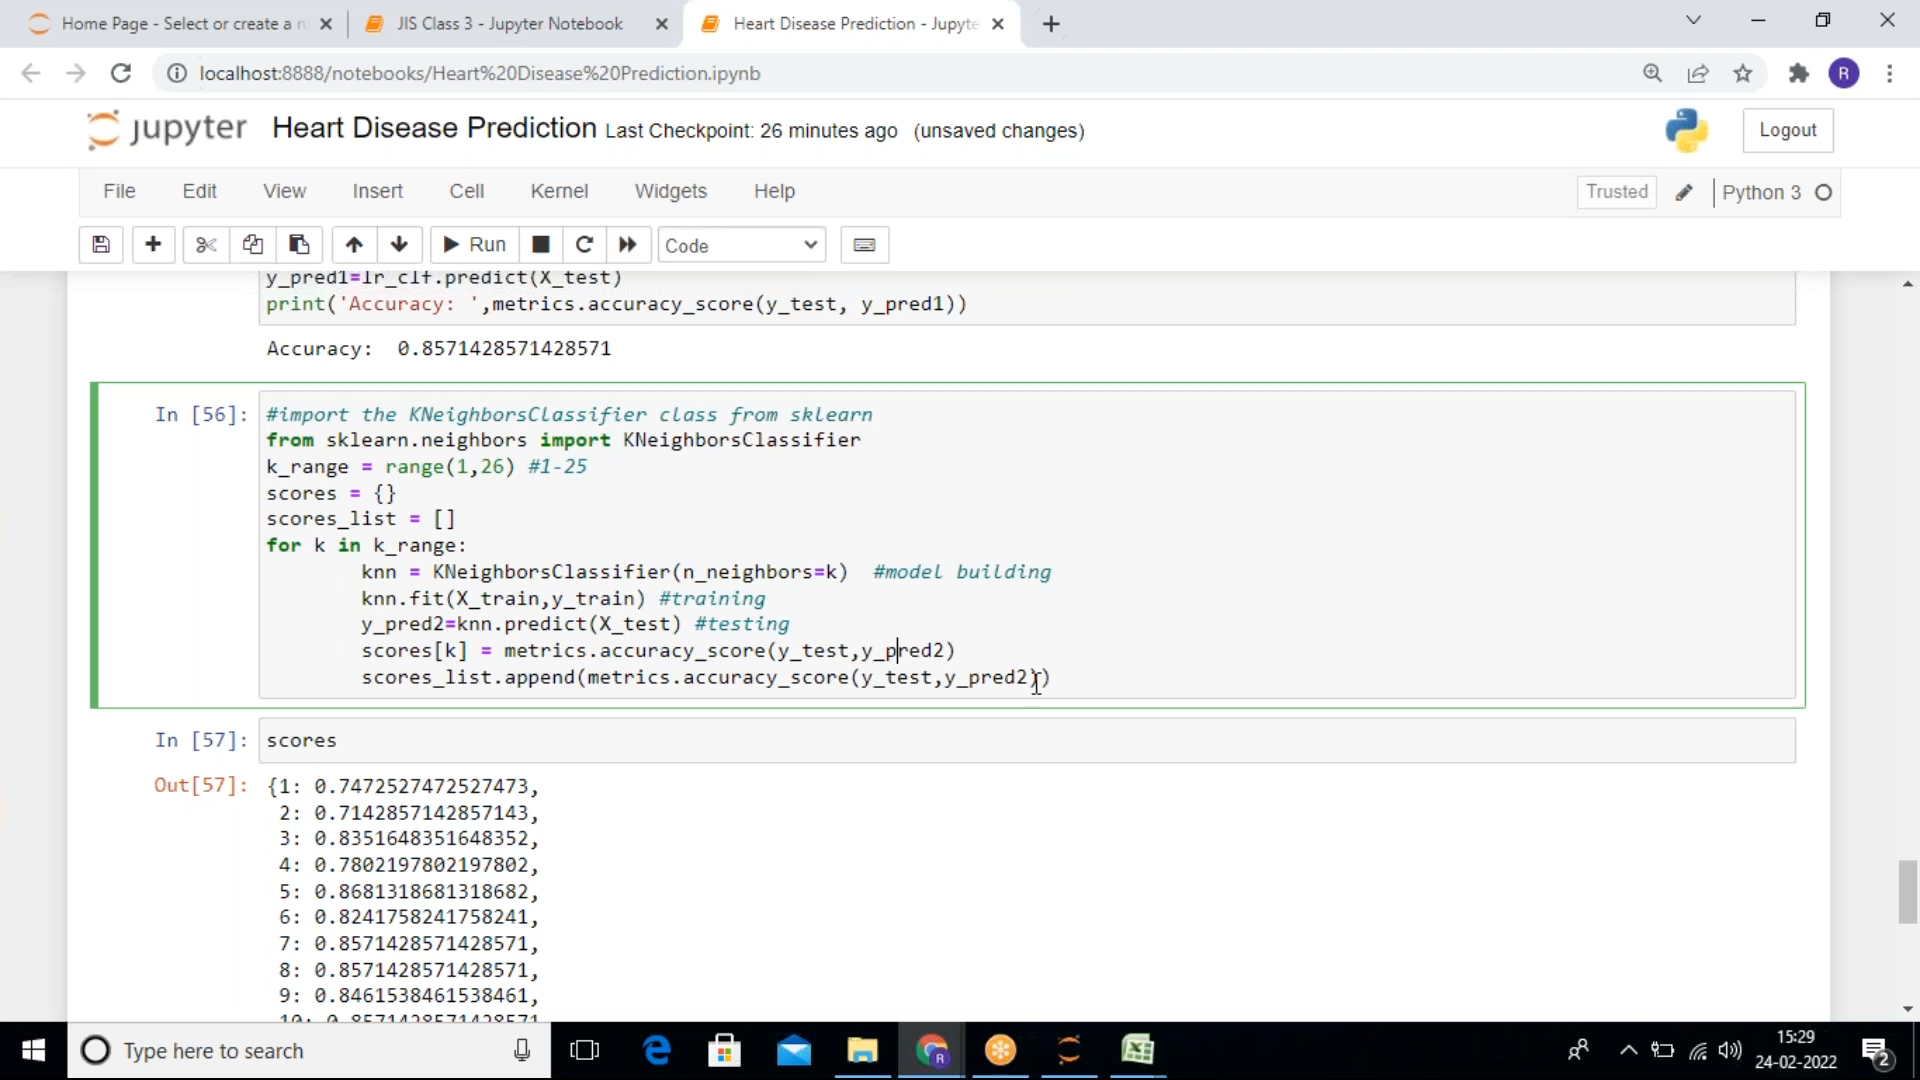 Home Page - Select or create a n
JIS Class 3 - Jupyter Notebook
Heart Disease Prediction - Jupyte
localhost:8888/notebooks/Heart%20Disease%20Prediction.ipynb
R
jupyter Heart Disease Prediction Last Checkpoint: 26 minutes ago (unsaved changes)
Logout
File Edit View Insert Cell Kernel Widgets Help
Trusted Python 3
Run Code
y_pred1=lr_clf.predict(X_test)
print('Accuracy: ',metrics.accuracy_score(y_test, y_pred1))
Accuracy:  0.8571428571428571
In [56]: #import the KNeighborsClassifier class from sklearn
from sklearn.neighbors import KNeighborsClassifier
k_range = range(1,26) #1-25
scores = {}
scores_list = []
for k in k_range:
knn = KNeighborsClassifier(n_neighbors=k)  #model building
knn.fit(X_train,y_train) #training
y_pred2=knn.predict(X_test) #testing
scores[k] = metrics.accuracy_score(y_test,y_pred2)
scores_list.append(metrics.accuracy_score(y_test,y_pred2))
In [57]: scores
Out[57]: {1: 0.7472527472527473,
2: 0.7142857142857143,
3: 0.8351648351648352,
4: 0.7802197802197802,
5: 0.8681318681318682,
6: 0.8241758241758241,
7: 0.8571428571428571,
8: 0.8571428571428571,
9: 0.8461538461538461,
10: 0.8571428571428571
Type here to search
R
15:29
24-02-2022
2